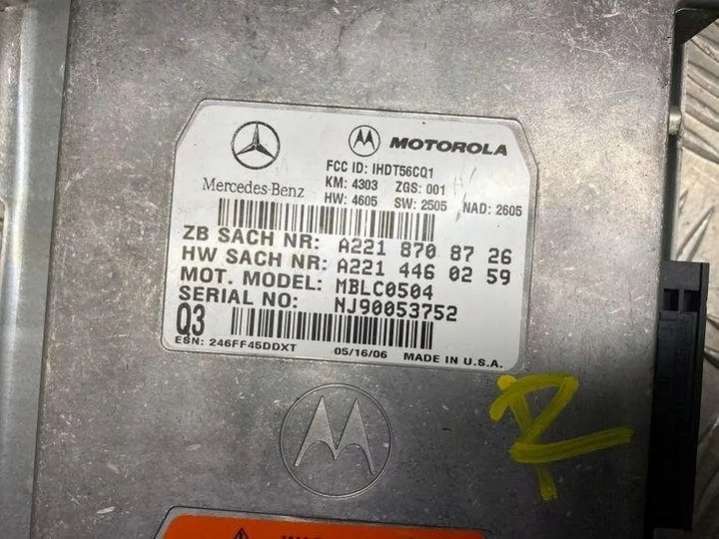 MOTOROLA
FCC ID: IHDT56CQ1
KM: 4303 ZGS: 001
Mercedes-Benz
HW: 4605 SW: 2505 NAD: 2605
ZB SACH NR: A221 870 87 26
HW SACH NR: A221 446 02 59
MOT. MODEL: MBLC0504
SERIAL NO: NJ90053752
Q3
ESN: 246FF45DDXT 05/16/06 MADE IN U.S.A.
R